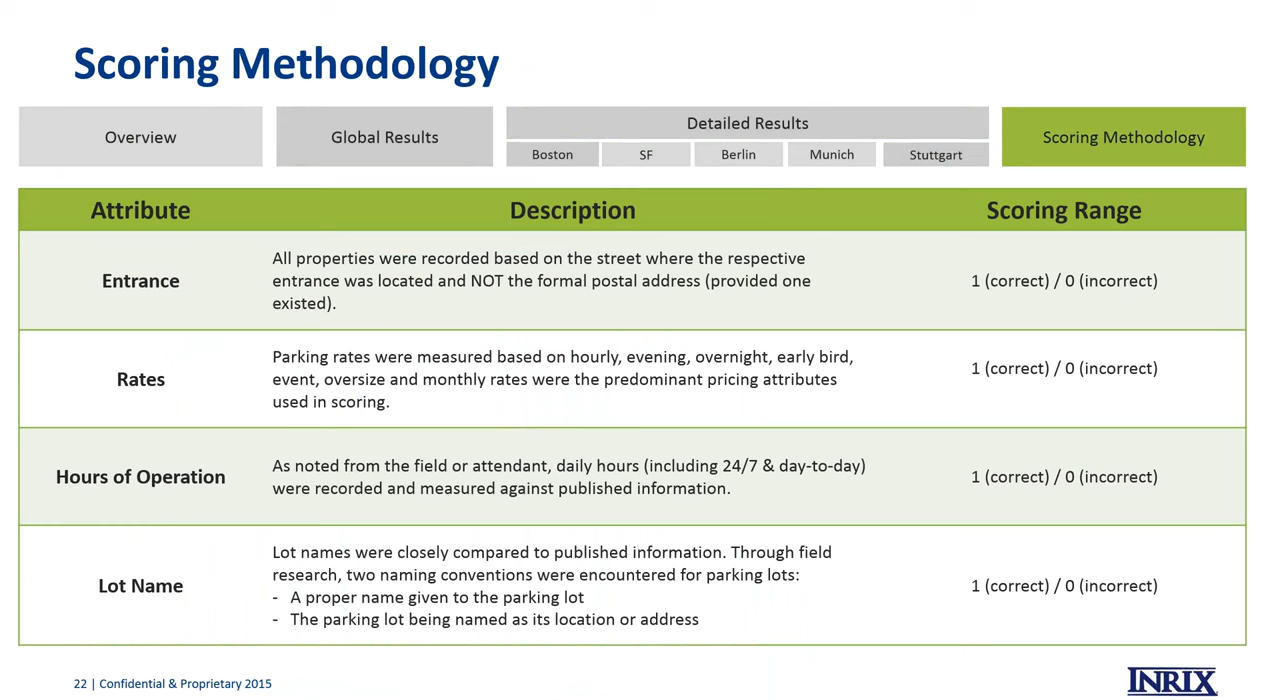 Scoring Methodology
Overview
Global Results
Detailed Results
Boston
SF
Berlin
Munich
Stuttgart
Scoring Methodology
Attribute
Description
Scoring Range
Entrance
All properties were recorded based on the street where the respective
entrance was located and NOT the formal postal address (provided one
existed).
1 (correct) / 0 (incorrect)
Rates
Parking rates were measured based on hourly, evening, overnight, early bird,
event, oversize and monthly rates were the predominant pricing attributes
used in scoring.
1 (correct) / 0 (incorrect)
Hours of Operation
As noted from the field or attendant, daily hours (including 24/7 & day-to-day)
were recorded and measured against published information.
1 (correct) / 0 (incorrect)
Lot Name
Lot names were closely compared to published information. Through field
research, two naming conventions were encountered for parking lots:
- A proper name given to the parking lot
- The parking lot being named as its location or address
1 (correct) / 0 (incorrect)
22 | Confidential & Proprietary 2015
INRIX